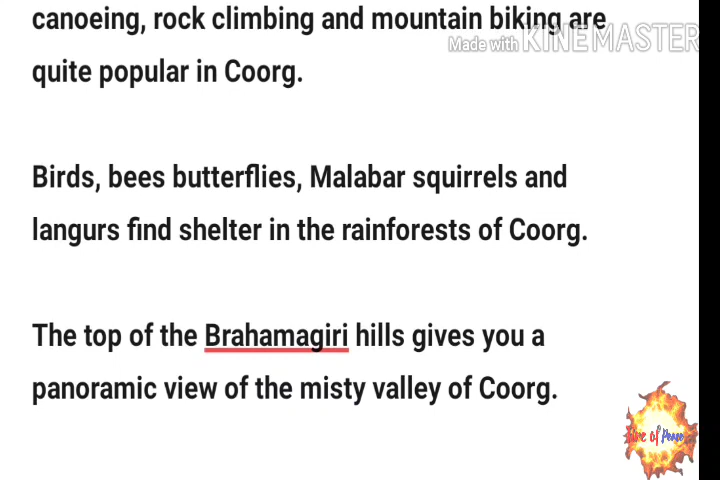 canoeing, rock climbing and mountain biking are
Made with KINEMASTER
quite popular in Coorg.
Birds, bees butterflies, Malabar squirrels and
langurs find shelter in the rainforests of Coorg.
The top of the Brahamagiri hills gives you a
panoramic view of the misty valley of Coorg.
of Peace